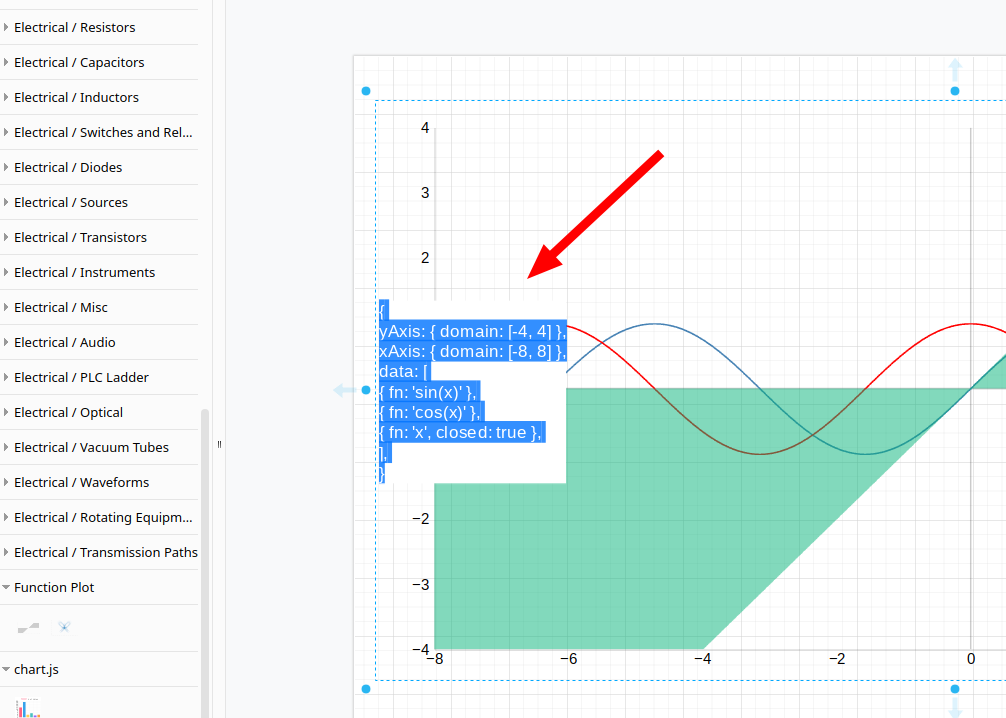 Electrical / Resistors
Electrical / Capacitors
Electrical / Inductors
Electrical / Switches and Rel...
Electrical / Diodes
Electrical / Sources
Electrical / Transistors
Electrical / Instruments
Electrical / Misc
Electrical / Audio
Electrical / PLC Ladder
Electrical / Optical
Electrical / Vacuum Tubes
Electrical / Waveforms
Electrical / Rotating Equipm...
Electrical / Transmission Paths
Function Plot
chart.js
4
3
2
{
yAxis: { domain: [-4, 4] },
xAxis: { domain: [-8, 8] },
data: [
{ fn: 'sin(x)' },
{ fn: 'cos(x)' },
{ fn: 'x', closed: true },
],
}
−2
−3
−4
−8 −6 −4 −2 0